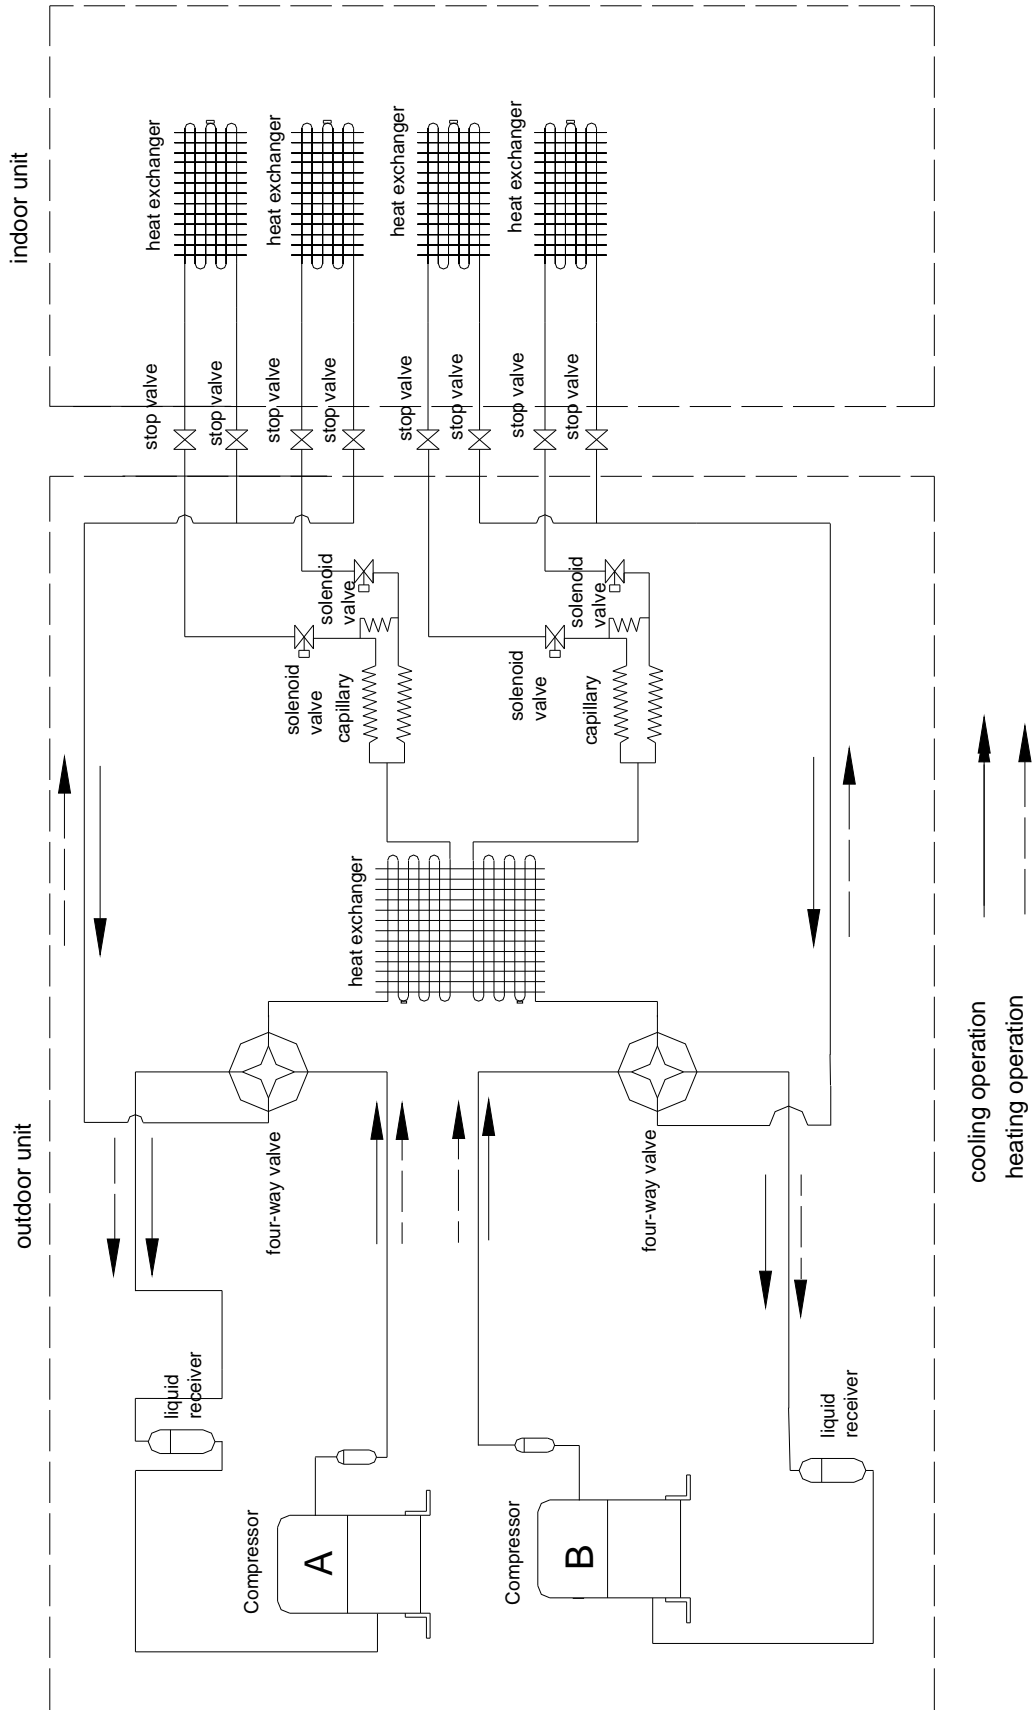 indoor unit
heat exchanger
heat exchanger
heat exchanger
heat exchanger
stop valve
stop valve
stop valve
stop valve
stop valve
stop valve
stop valve
stop valve
solenoid
valve
solenoid
valve
solenoid
valve
capillary
solenoid
valve
capillary
heat exchanger
outdoor unit
four-way valve
four-way valve
liquid
receiver
liquid
receiver
Compressor
A
Compressor
B
cooling operation
heating operation